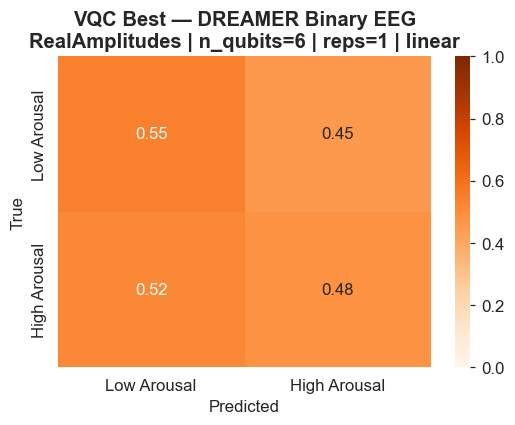 VQC Best — DREAMER Binary EEG
RealAmplitudes | n_qubits=6 | reps=1 | linear
True
Low Arousal
High Arousal
0.55
0.45
0.52
0.48
Low Arousal
High Arousal
Predicted
1.0
0.8
0.6
0.4
0.2
0.0